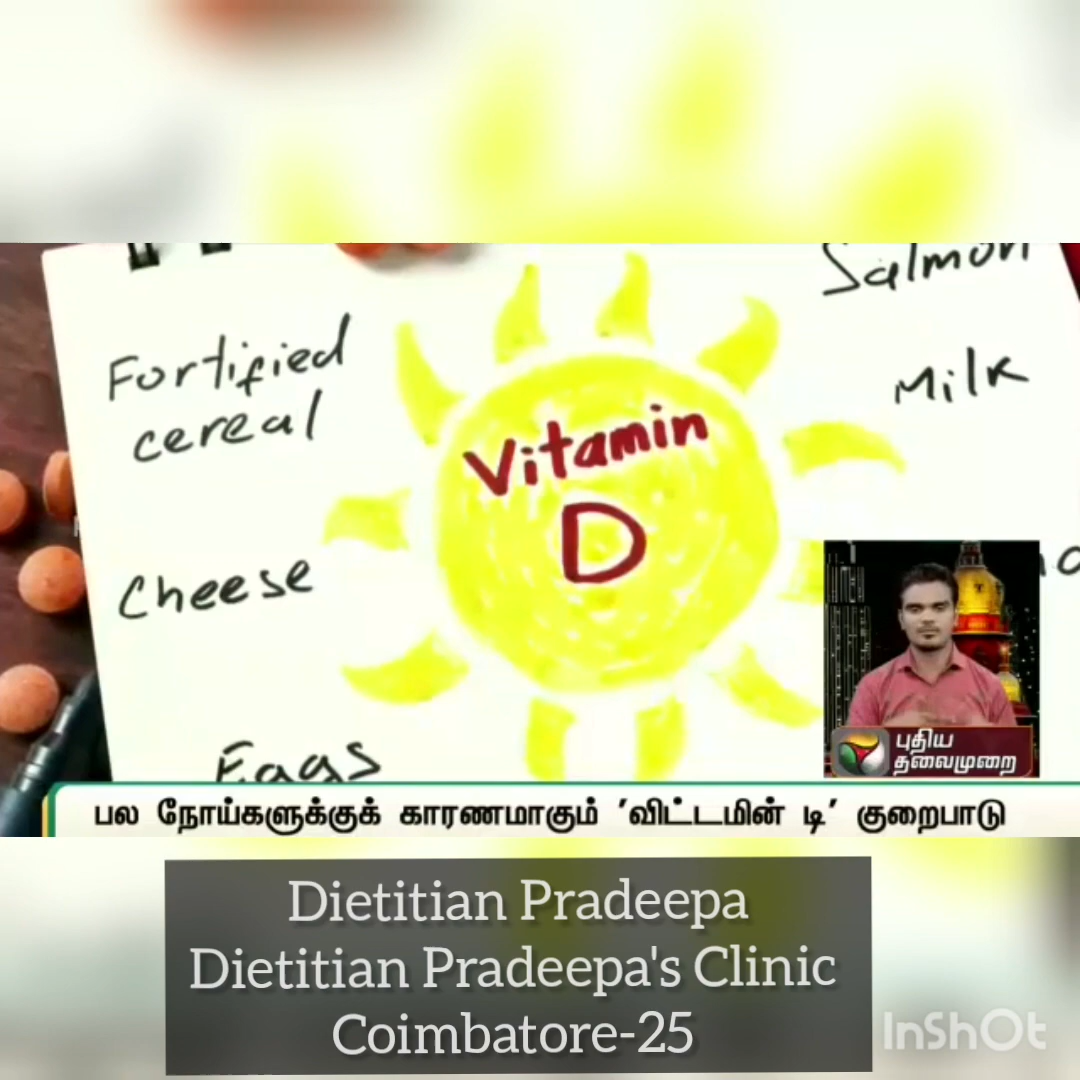 Salmon
Fortified
cereal
Milk
Vitamin
D
Cheese
Eggs
புதிய
தலைமுறை
பல நோய்களுக்குக் காரணமாகும் 'விட்டமின் டி' குறைபாடு
Dietitian Pradeepa
Dietitian Pradeepa's Clinic
Coimbatore-25
InShOt